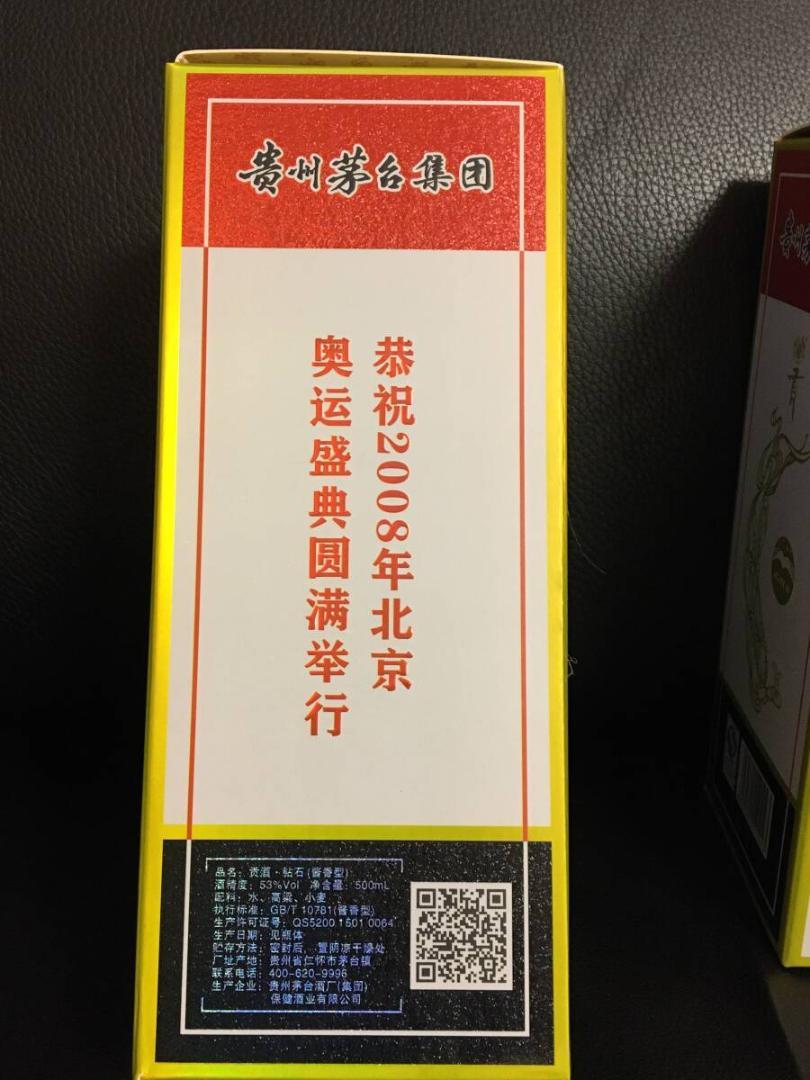 贵州茅台集团
恭祝2008年北京
奥运盛典圆满举行
品名：贡酒·钻石(酱香型)
酒精度：53%Vol 净含量：500mL
配料：水、高粱、小麦
执行标准：GB/T 10781(酱香型)
生产许可证号：QS5200 1501 0064
生产日期：见瓶体
贮存方法：密封后，置阴凉干燥处
厂址产地：贵州省仁怀市茅台镇
联系电话：400-620-9996
生产企业：贵州茅台酒厂(集团)
保健酒业有限公司
贵州